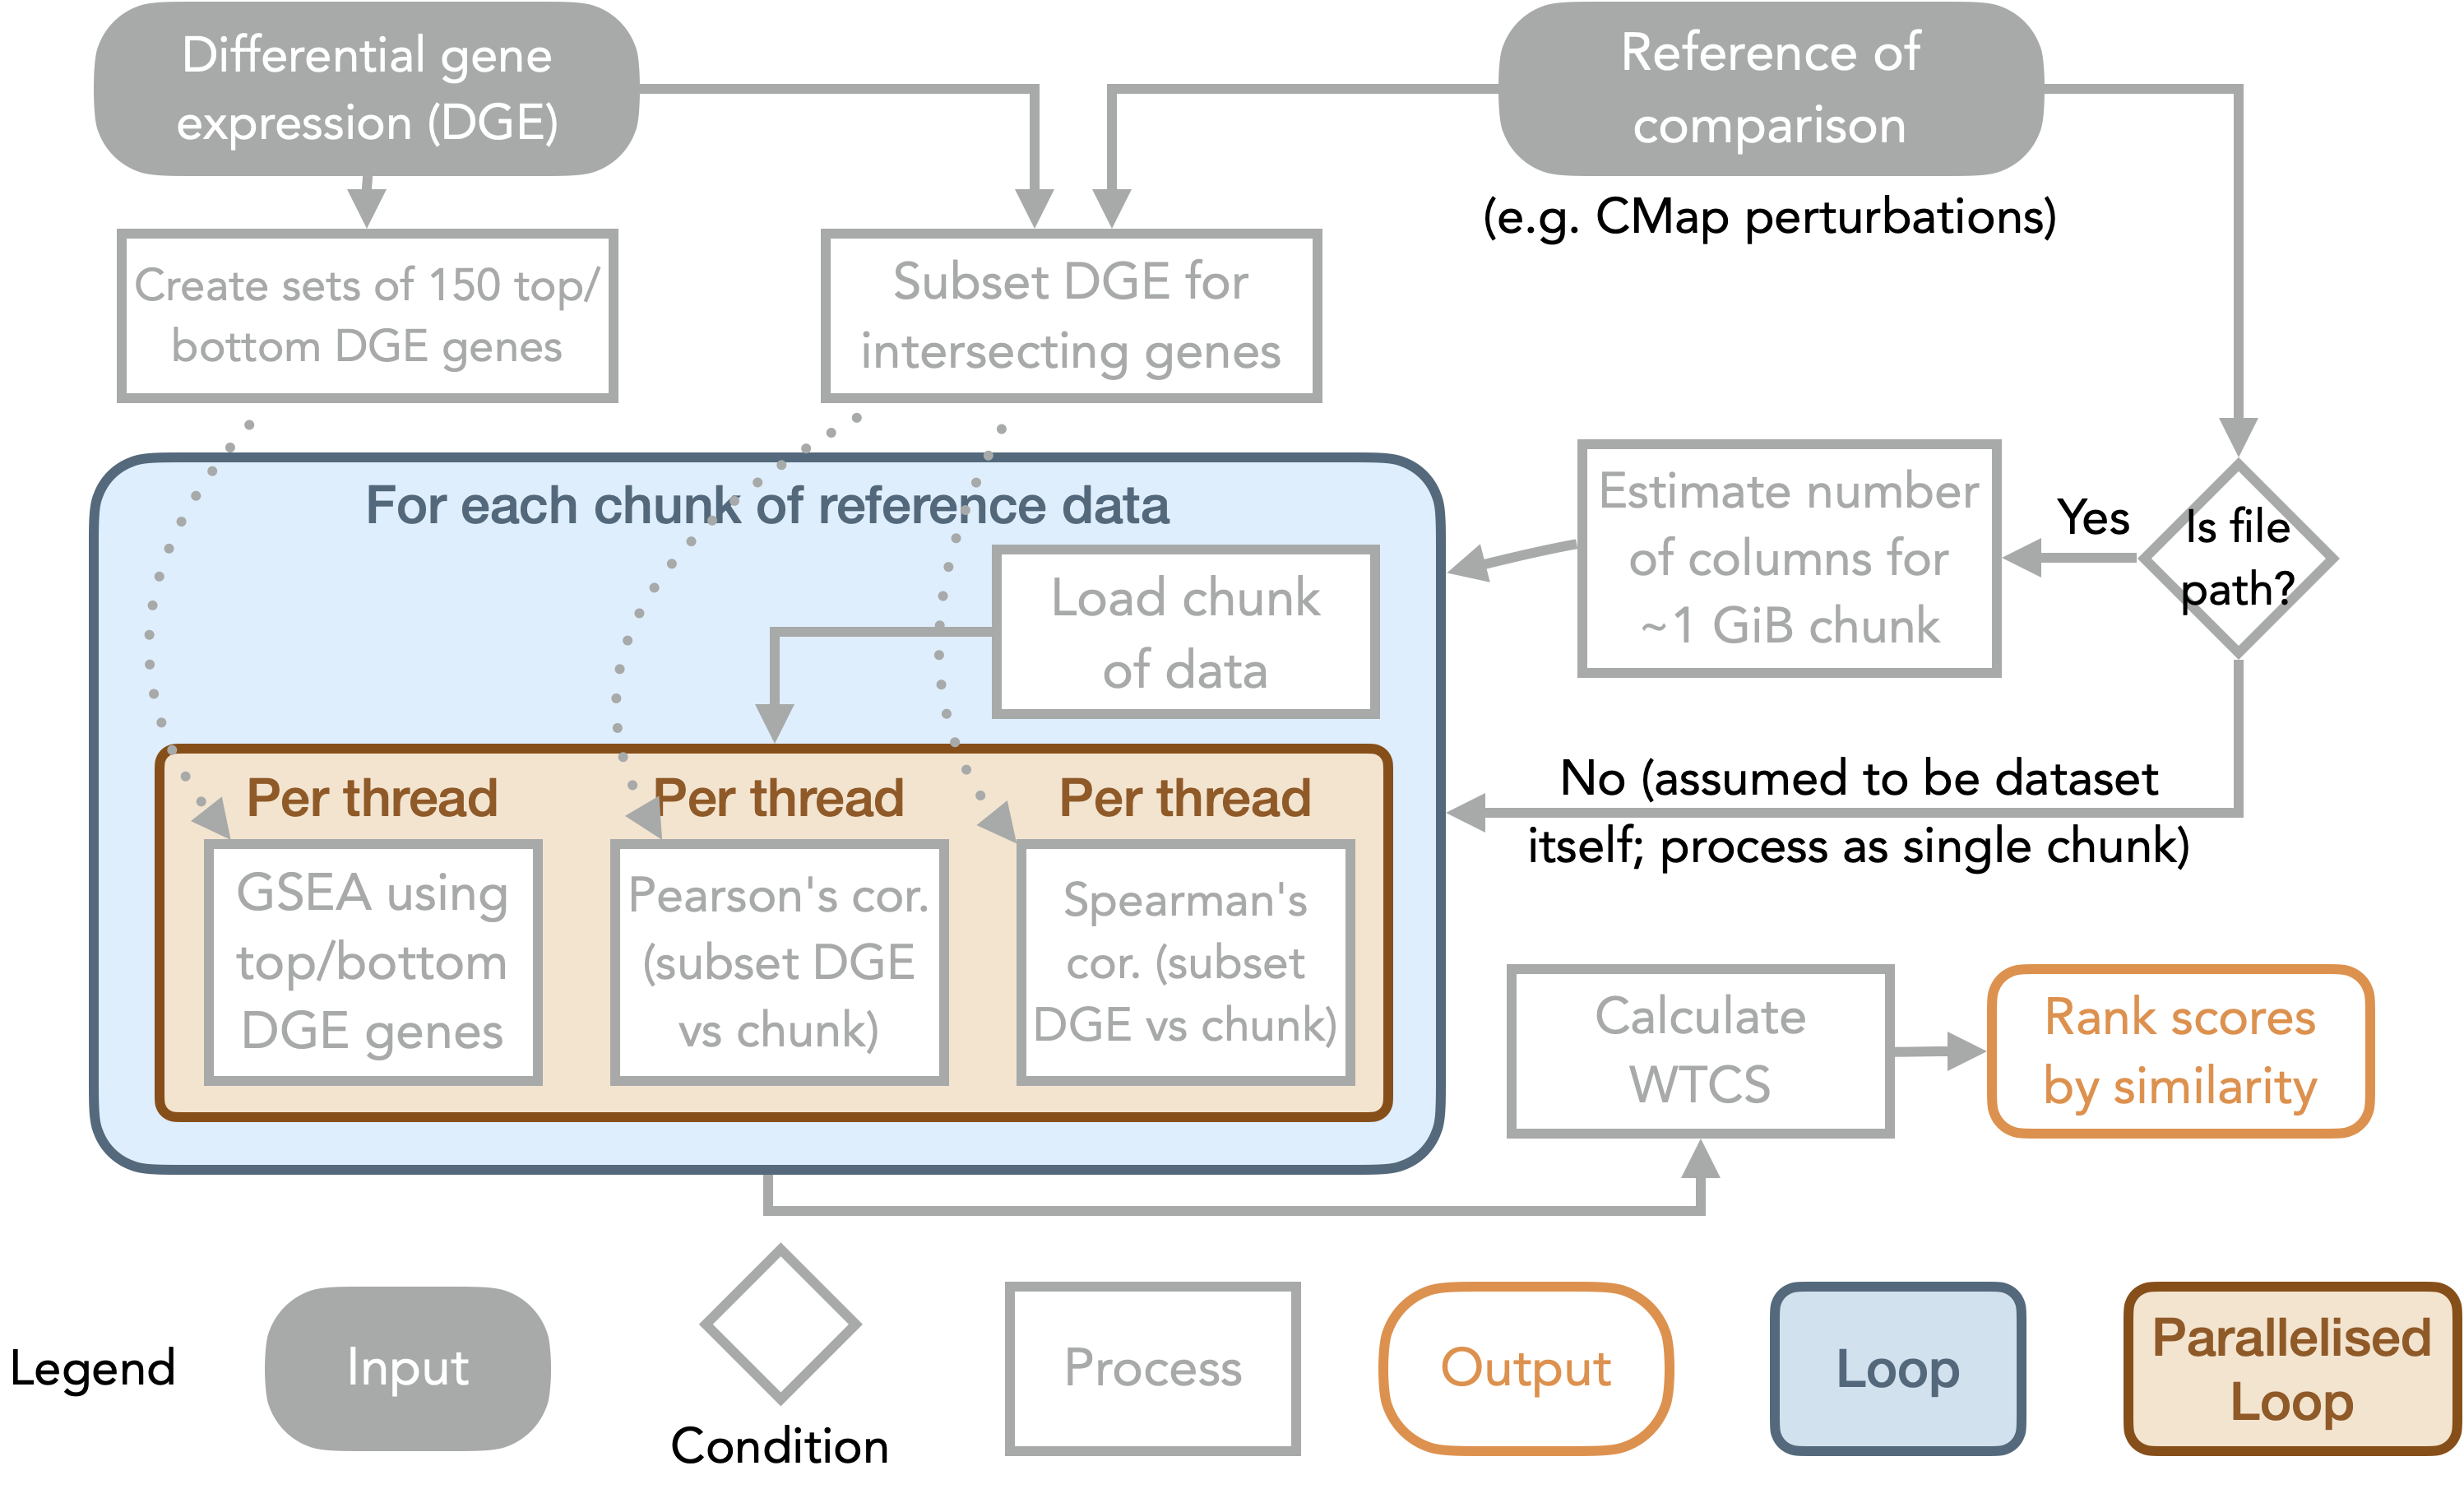 Differential gene
expression (DGE)
Reference of
comparison
(e.g. CMap perturbations)
Create sets of 150 top/
bottom DGE genes
Subset DGE for
intersecting genes
Estimate number
of columns for
~1 GiB chunk
Yes
Is file
path?
For each chunk of reference data
Load chunk
of data
No (assumed to be dataset
itself; process as single chunk)
Per thread
GSEA using
top/bottom
DGE genes
Per thread
Pearson's cor.
(subset DGE
vs chunk)
Per thread
Spearman's
cor. (subset
DGE vs chunk)
Calculate
WTCS
Rank scores
by similarity
Legend
Input
Condition
Process
Output
Loop
Parallelised
Loop